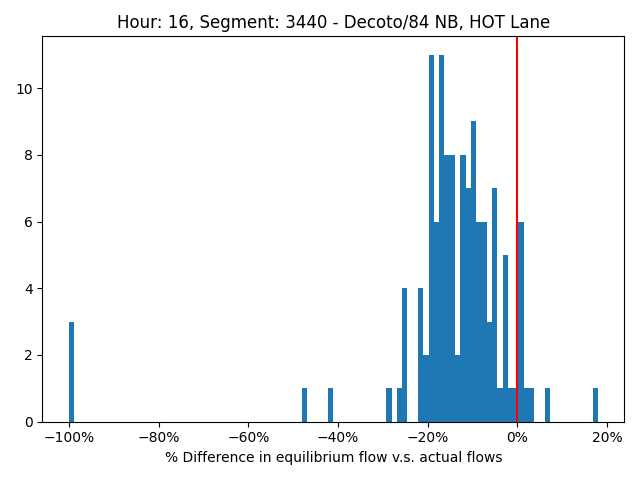 Hour: 16, Segment: 3440 - Decoto/84 NB, HOT Lane
10
8
6
4
2
0
−100% −80% −60% −40% −20% 0% 20%
% Difference in equilibrium flow v.s. actual flows